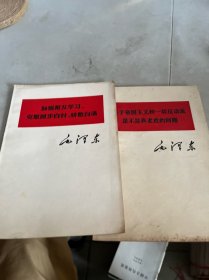 加强相互学习,
克服固步自封、骄傲自满
毛泽东
帝国主义和一切反动派
是不是真老虎的问题
毛泽东